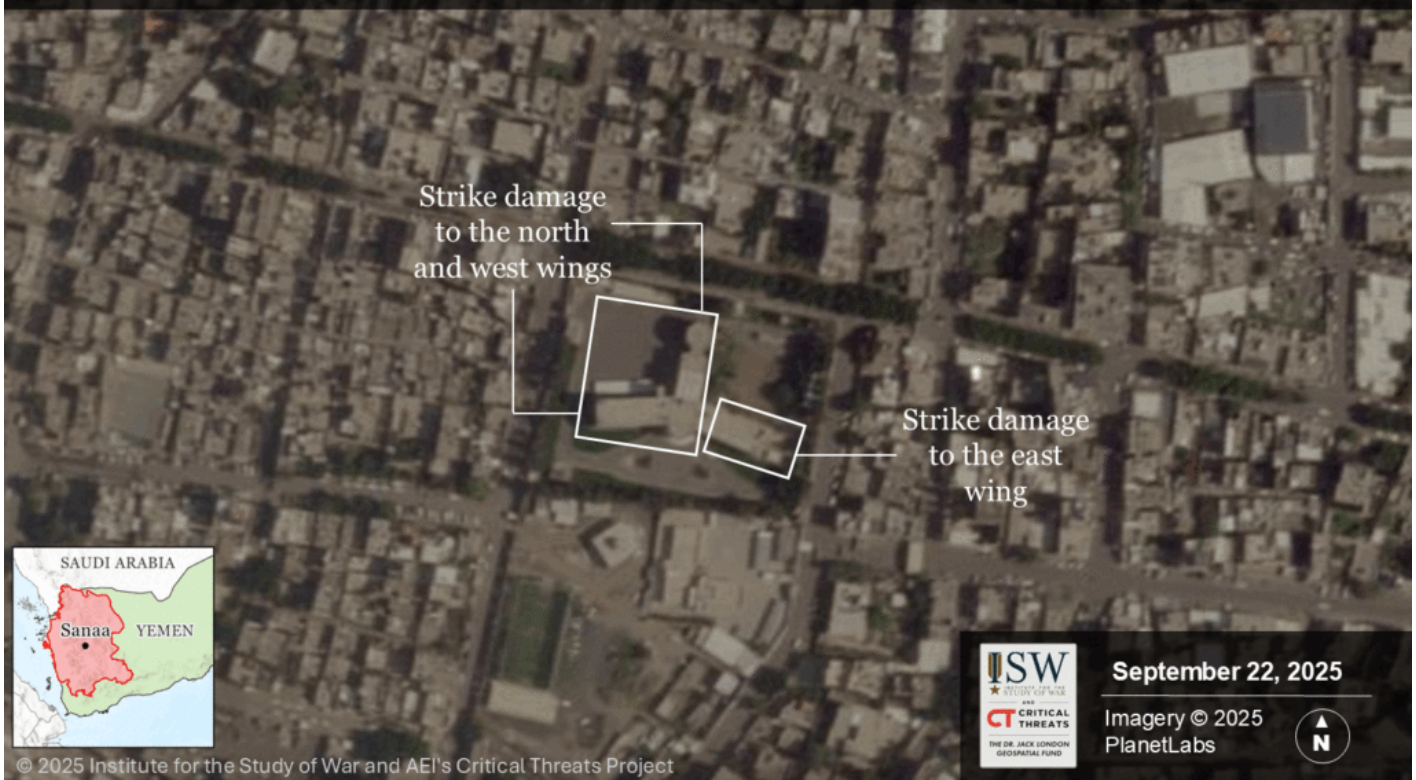 Strike damage
to the north
and west wings
Strike damage
to the east
wing
SAUDI ARABIA
Sanaa
YEMEN
ISW
INSTITUTE FOR THE
STUDY OF WAR
AND
CT CRITICAL
THREATS
THE DR. JACK LONDON
GEOSPATIAL FUND
September 22, 2025
Imagery © 2025
PlanetLabs
N
© 2025 Institute for the Study of War and AEI's Critical Threats Project